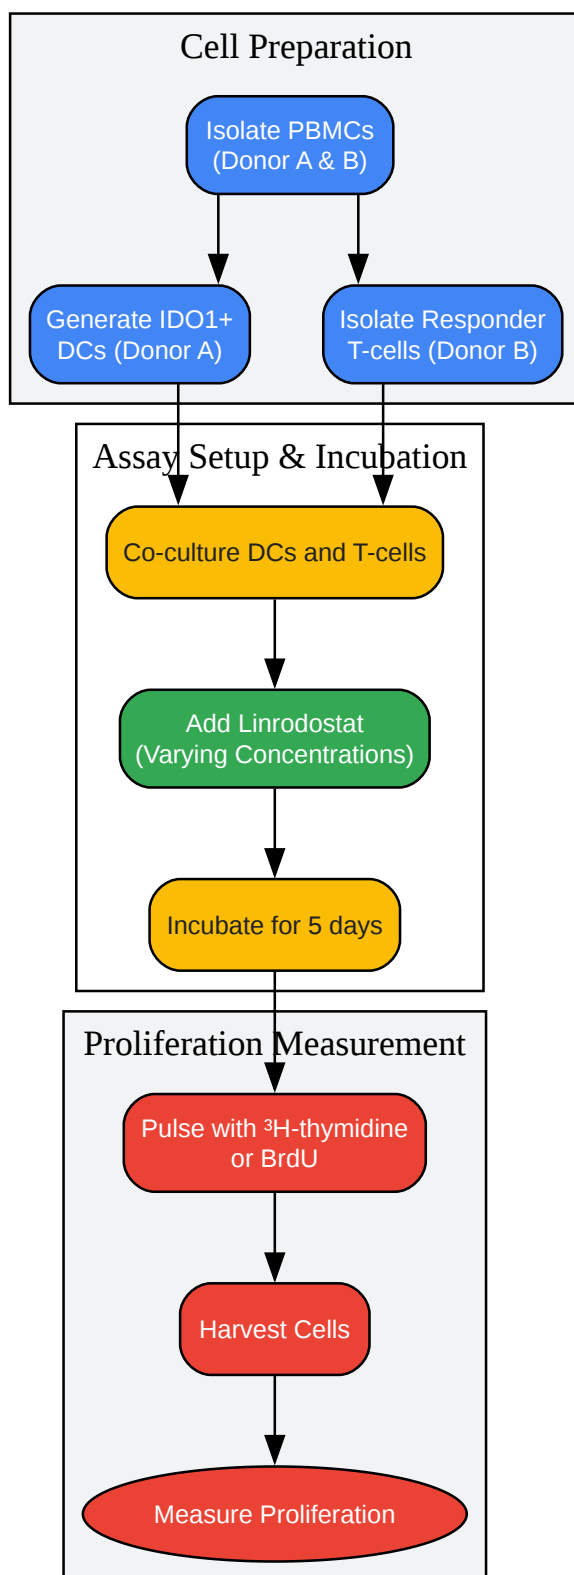 Cell Preparation
Isolate PBMCs
(Donor A & B)
Generate IDO1+
DCs (Donor A)
Isolate Responder
T-cells (Donor B)
Assay Setup & Incubation
Co-culture DCs and T-cells
Add Linrodostat
(Varying Concentrations)
Incubate for 5 days
Proliferation Measurement
Pulse with ³H-thymidine
or BrdU
Harvest Cells
Measure Proliferation